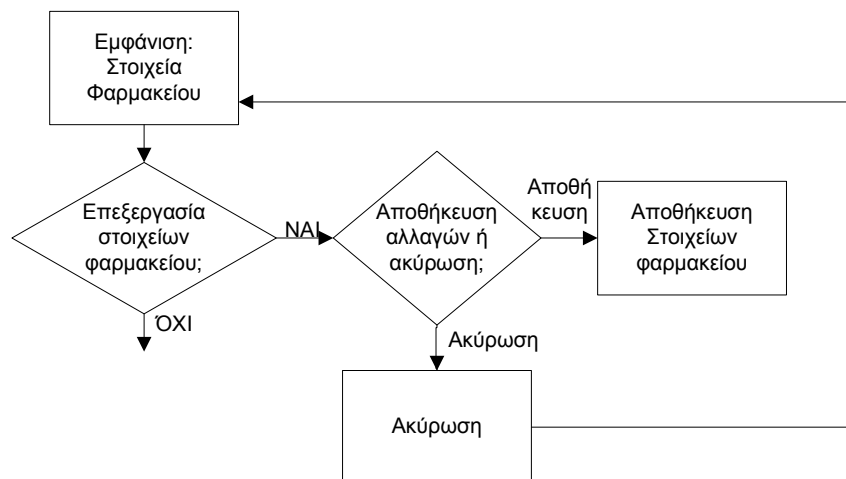 Εμφάνιση:
Στοιχεία
Φαρμακείου
Επεξεργασία
στοιχείων
φαρμακείου;
ΝΑΙ
Αποθήκευση
αλλαγών ή
ακύρωση;
Αποθή
κευση
Αποθήκευση
Στοιχείων
φαρμακείου
ΌΧΙ
Ακύρωση
Ακύρωση